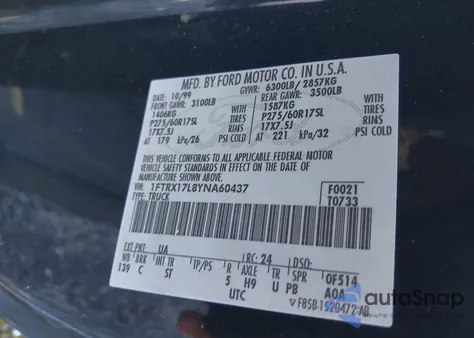 MFD. BY FORD MOTOR CO. IN U.S.A.
10/99 GVWR: 6300LB/ 2857KG
FRONT GAWR: 3100LB REAR GAWR: 3500LB
1406KG WITH 1587KG WITH
P275/60R17SL TIRES P275/60R17SL TIRES
17X7.5J RIMS 17X7.5J RIMS
AT 179 kPa/26 PSI COLD AT 221 kPa/32 PSI COLD
THIS VEHICLE CONFORMS TO ALL APPLICABLE FEDERAL MOTOR
VEHICLE SAFETY STANDARDS IN EFFECT ON THE DATE OF
MANUFACTURE SHOWN ABOVE.
VIN: 1FTRX17L8YNA60437 F0021
TYPE: TRUCK T0733
EXT. PNT: UA RC: 24 DSO:
WB BRK INT TR TP/PS R AXLE TR SPR 0F514
139 C ST 5 H9 U PB A0A
UTC F85B-1520472-AB
autoSnap